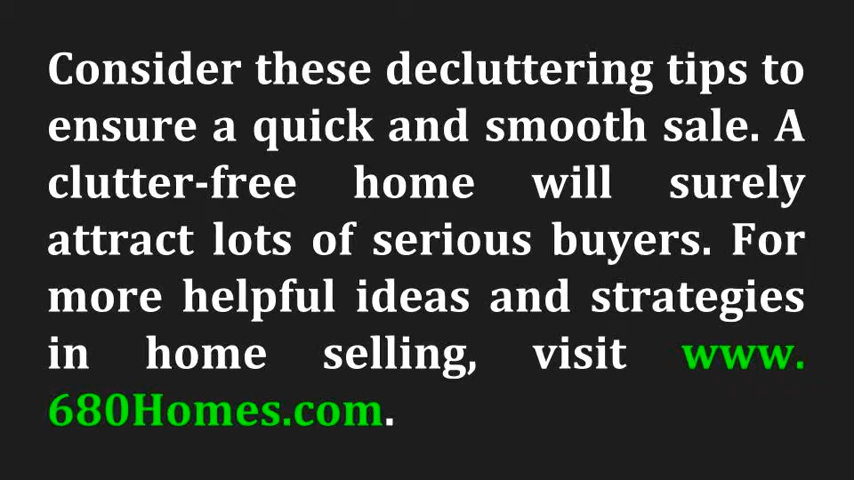 Consider these decluttering tips to
ensure a quick and smooth sale. A
clutter-free home will surely
attract lots of serious buyers. For
more helpful ideas and strategies
in home selling, visit www.
680Homes.com.